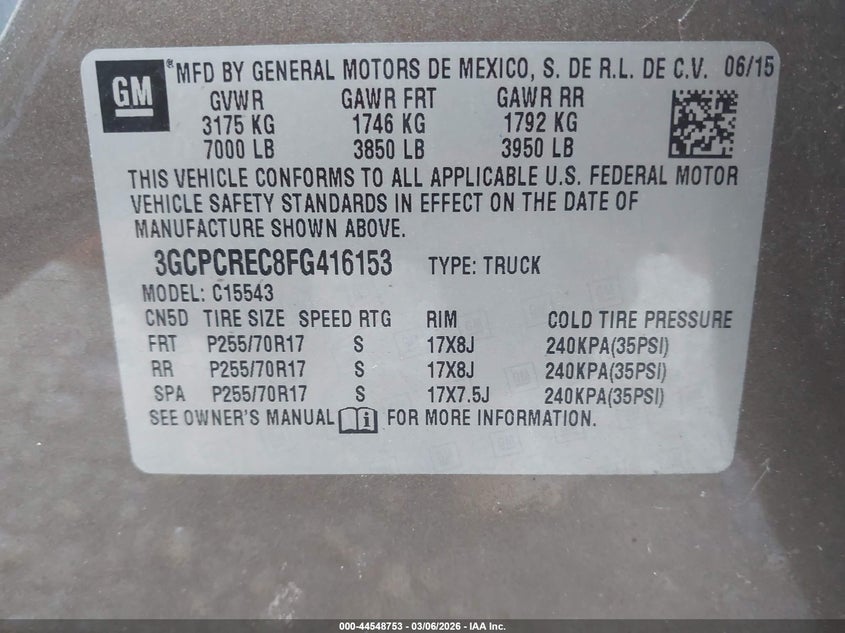 GM ® MFD BY GENERAL MOTORS DE MEXICO, S. DE R.L. DE C.V. 06/15
GVWR GAWR FRT GAWR RR
3175 KG 1746 KG 1792 KG
7000 LB 3850 LB 3950 LB
THIS VEHICLE CONFORMS TO ALL APPLICABLE U.S. FEDERAL MOTOR
VEHICLE SAFETY STANDARDS IN EFFECT ON THE DATE OF
MANUFACTURE SHOWN ABOVE.
3GCPCREC8FG416153 TYPE: TRUCK
MODEL: C15543
CN5D TIRE SIZE SPEED RTG RIM COLD TIRE PRESSURE
FRT P255/70R17 S 17X8J 240KPA(35PSI)
RR P255/70R17 S 17X8J 240KPA(35PSI)
SPA P255/70R17 S 17X7.5J 240KPA(35PSI)
SEE OWNER'S MANUAL i FOR MORE INFORMATION.
000-44548753 - 03/06/2026 - IAA Inc.